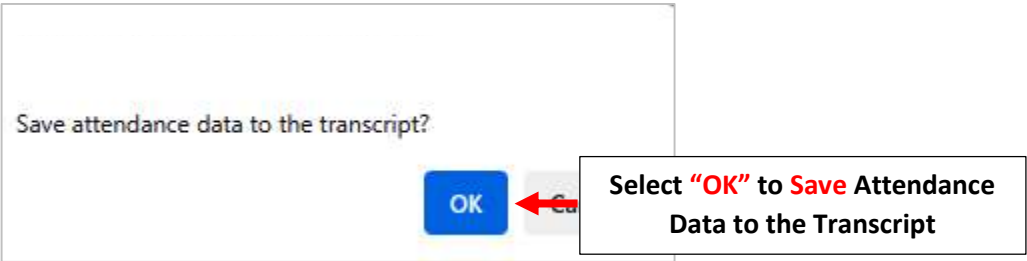 Save attendance data to the transcript?
OK
Select “OK” to Save Attendance
Data to the Transcript